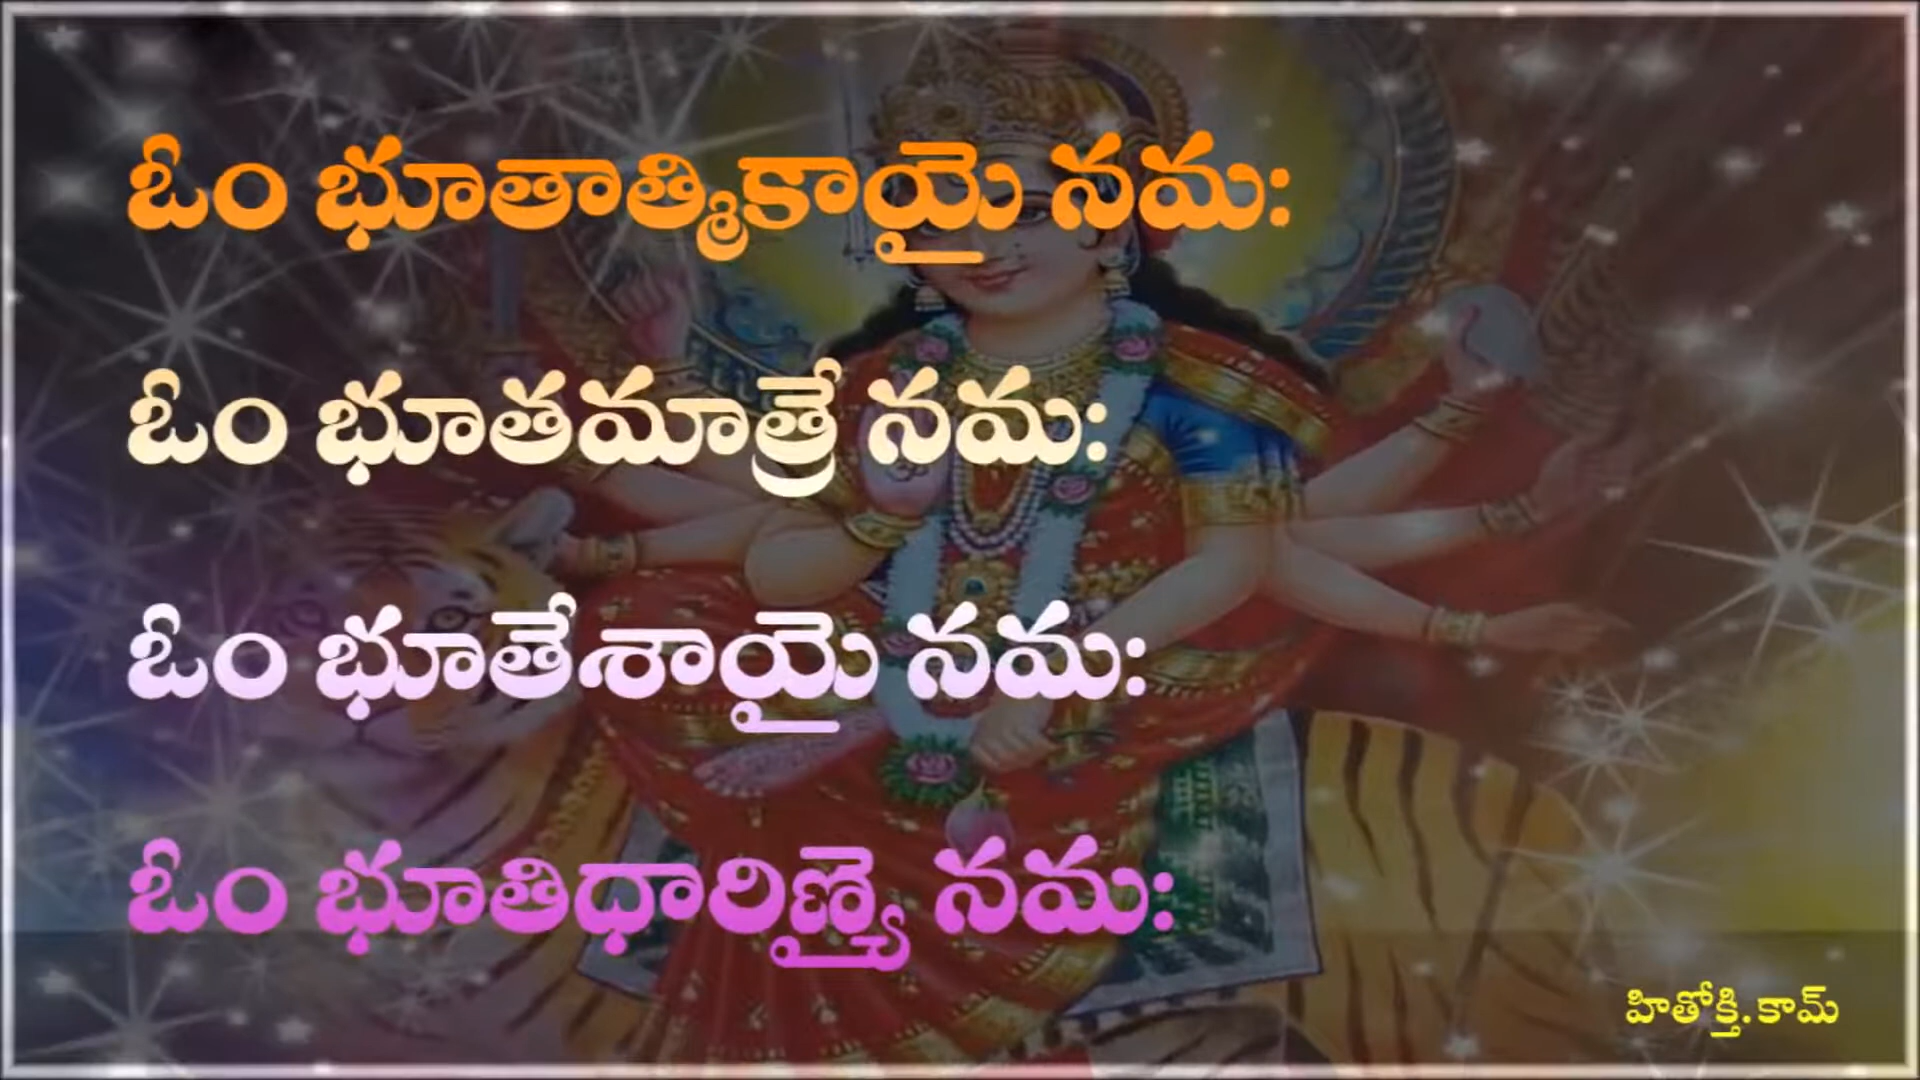 ఓం భూతాత్మికాయై నమ:
ఓం భూతమాత్రే నమ:
ఓం భూతేశాయై నమ:
ఓం భూతిధారిణ్యై నమ:
హితోక్తి.కామ్